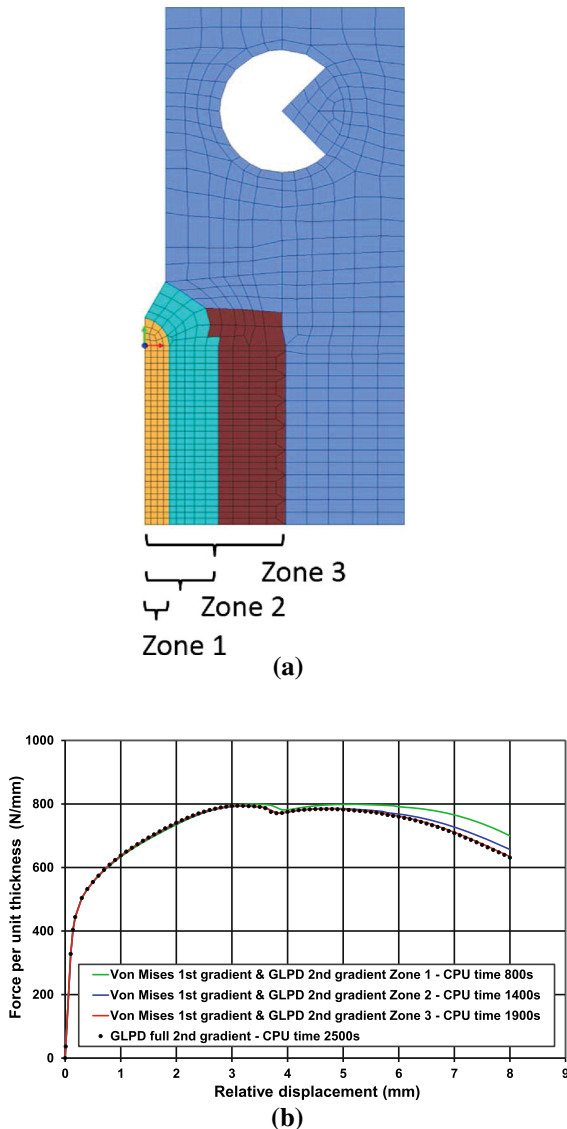 Zone 3
Zone 2
Zone 1
(a)
1000
800
600
400
200
0
Force per unit thickness (N/mm)
Von Mises 1st gradient & GLPD 2nd gradient Zone 1 - CPU time 800s
Von Mises 1st gradient & GLPD 2nd gradient Zone 2 - CPU time 1400s
Von Mises 1st gradient & GLPD 2nd gradient Zone 3 - CPU time 1900s
GLPD full 2nd gradient - CPU time 2500s
0 1 2 3 4 5 6 7 8 9
Relative displacement (mm)
(b)